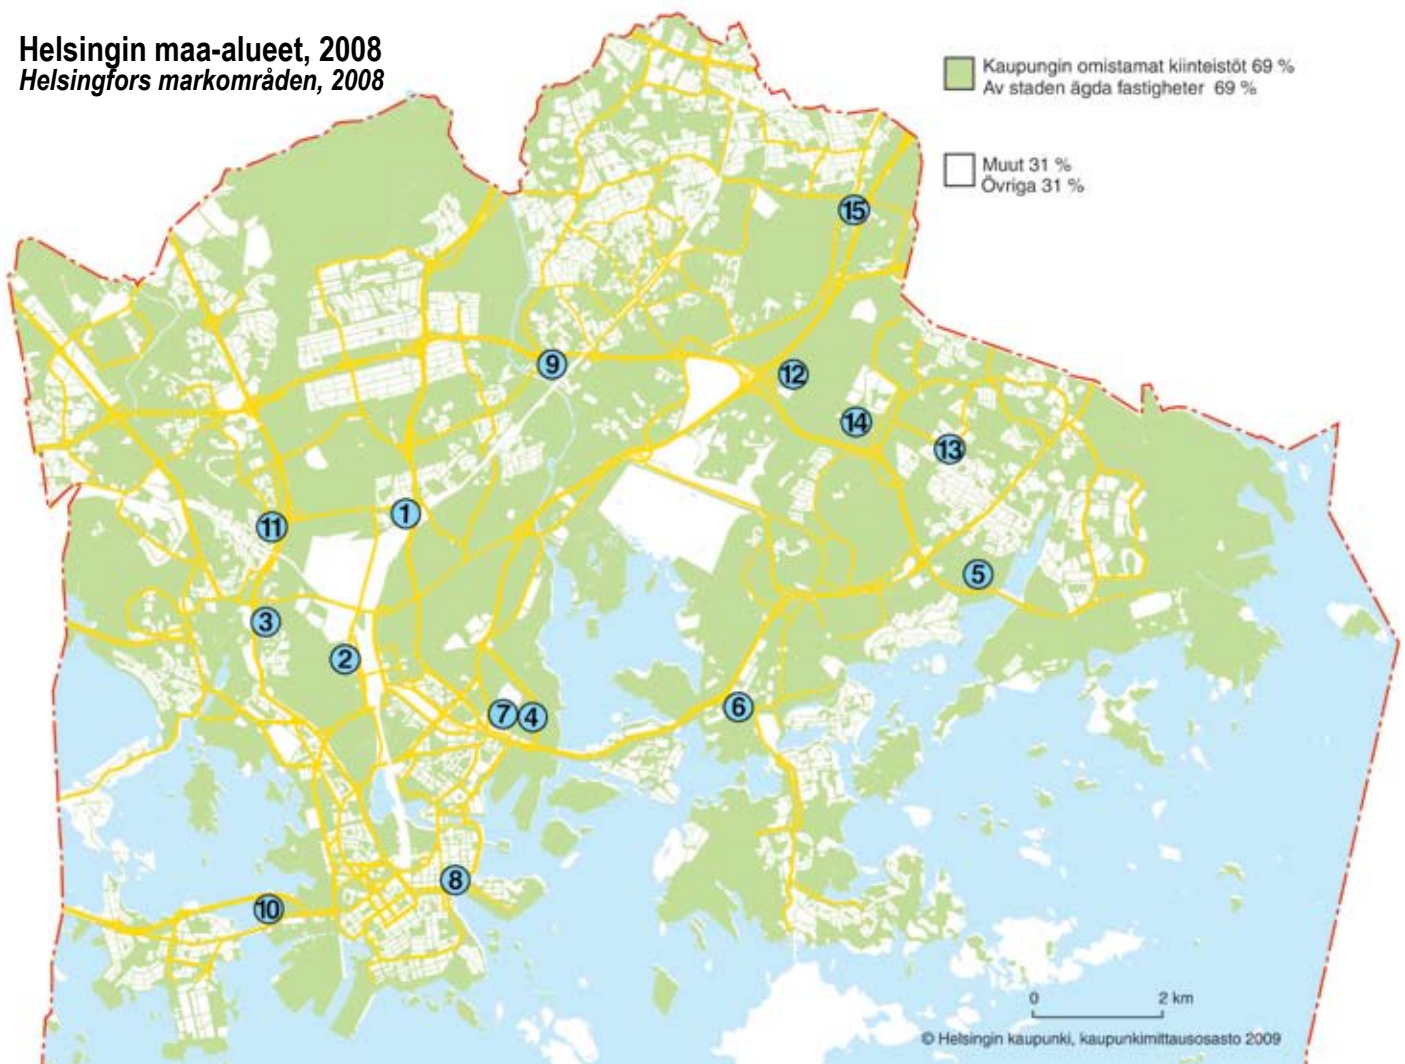 Helsingin maa-alueet, 2008
Helsingfors markområden, 2008
Kaupungin omistamat kiinteistöt 69 %
Av staden ägda fastigheter 69 %
Muut 31 %
Övriga 31 %
15
9
12
14
13
1
11
5
3
2
6
7
4
8
10
0
2 km
© Helsingin kaupunki, kaupunkimittausosasto 2009